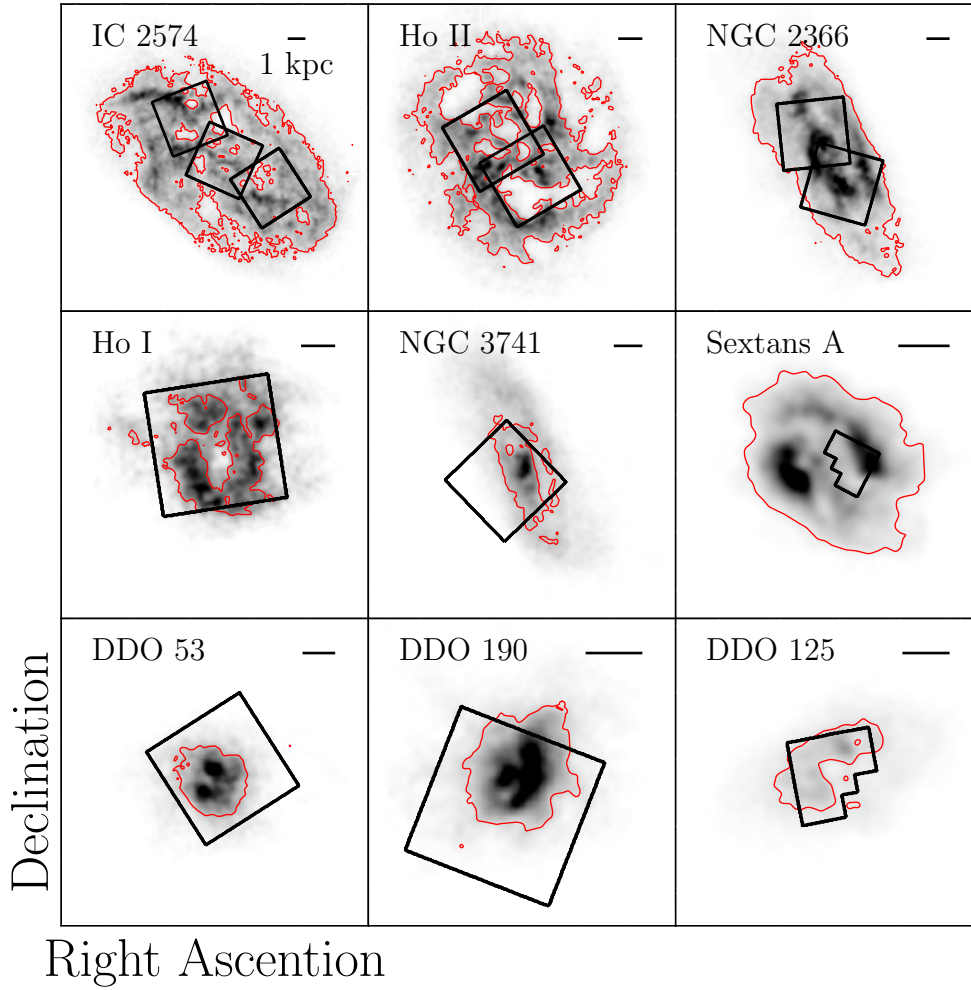 IC 2574
1 kpc
Ho II
NGC 2366
Ho I
NGC 3741
Sextans A
DDO 53
DDO 190
DDO 125
Declination
Right Ascention